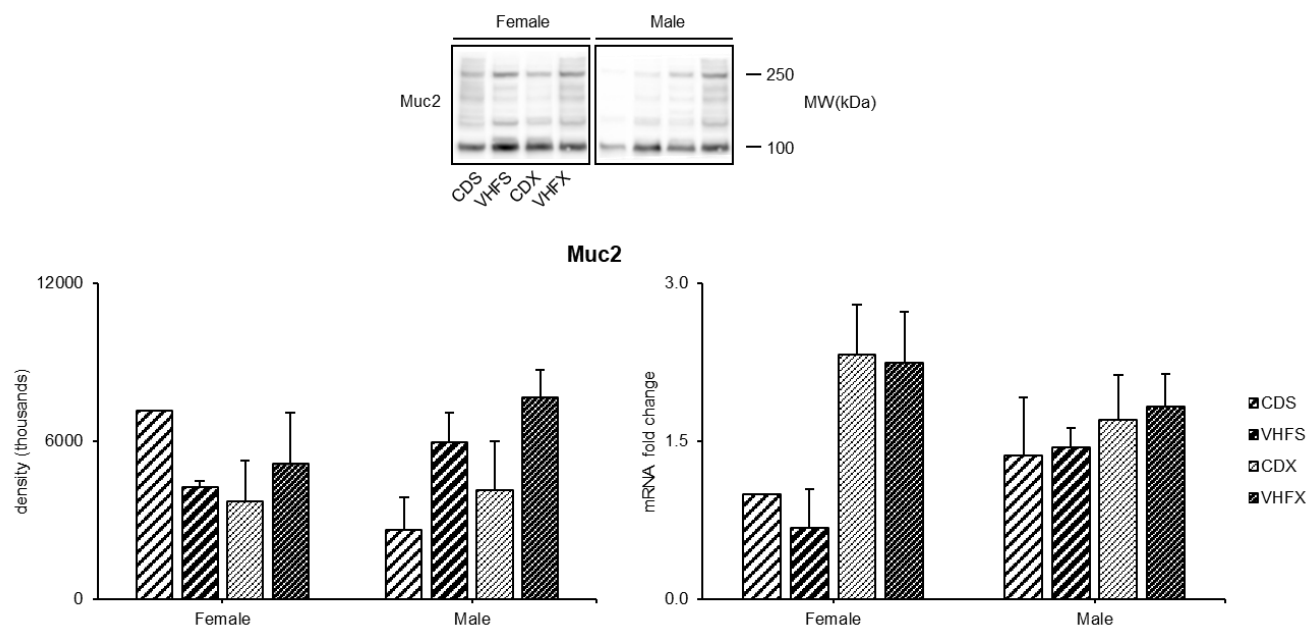 Female Male
250
Muc2 MW(kDa)
100
CDS VHFS CDX VHFX
Muc2
12000
6000
0
density (thousands)
Female Male
3.0
1.5
0.0
mRNA fold change
Female Male
CDS
VHFS
CDX
VHFX